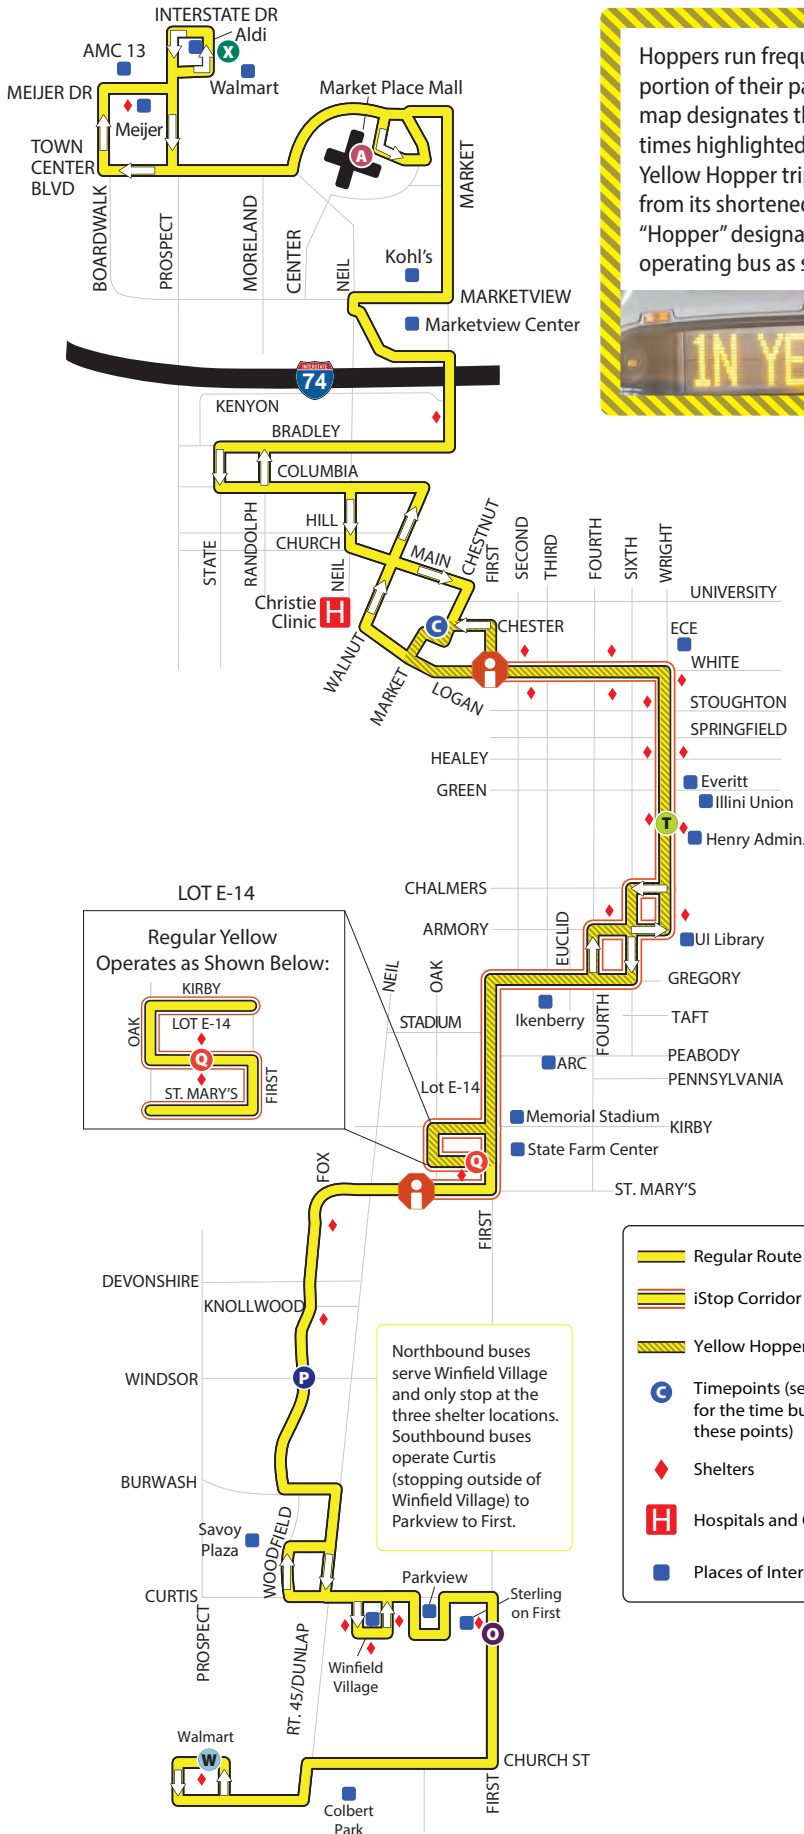 INTERSTATE DR
Aldi
X
AMC 13
Walmart
MEIJER DR
Meijer
Market Place Mall
A
TOWN
CENTER
BLVD
BOARDWALK
PROSPECT
MORELAND
CENTER
NEIL
MARKET
Kohl's
MARKETVIEW
Marketview Center
INTERSTATE
74
KENYON
BRADLEY
COLUMBIA
HILL
CHURCH
STATE
RANDOLPH
NEIL
MAIN
CHESTNUT
FIRST
SECOND
THIRD
FOURTH
SIXTH
WRIGHT
UNIVERSITY
Christie
Clinic
H
C
CHESTER
ECE
WHITE
WALNUT
MARKET
LOGAN
i
STOUGHTON
SPRINGFIELD
HEALEY
GREEN
Everitt
Illini Union
T
Henry Admin.
CHALMERS
ARMORY
EUCLID
UI Library
GREGORY
NEIL
OAK
STADIUM
Ikenberry
FOURTH
TAFT
ARC
PEABODY
PENNSYLVANIA
Lot E-14
Memorial Stadium
KIRBY
State Farm Center
Q
i
ST. MARY'S
FIRST
LOT E-14
Regular Yellow
Operates as Shown Below:
KIRBY
OAK
LOT E-14
Q
ST. MARY'S
FIRST
FOX
DEVONSHIRE
KNOLLWOOD
WINDSOR
P
BURWASH
Northbound buses
serve Winfield Village
and only stop at the
three shelter locations.
Southbound buses
operate Curtis
(stopping outside of
Winfield Village) to
Parkview to First.
Savoy
Plaza
WOODFIELD
CURTIS
PROSPECT
RT. 45/DUNLAP
Parkview
Sterling
on First
O
Winfield
Village
Walmart
W
CHURCH ST
FIRST
Colbert
Park
Hoppers run frequ
portion of their pa
map designates th
times highlighted
Yellow Hopper trip
from its shortened
“Hopper” designa
operating bus as s
1N YE
Regular Route
iStop Corridor
Yellow Hopper
C
Timepoints (se
for the time bu
these points)
Shelters
H
Hospitals and
Places of Inter